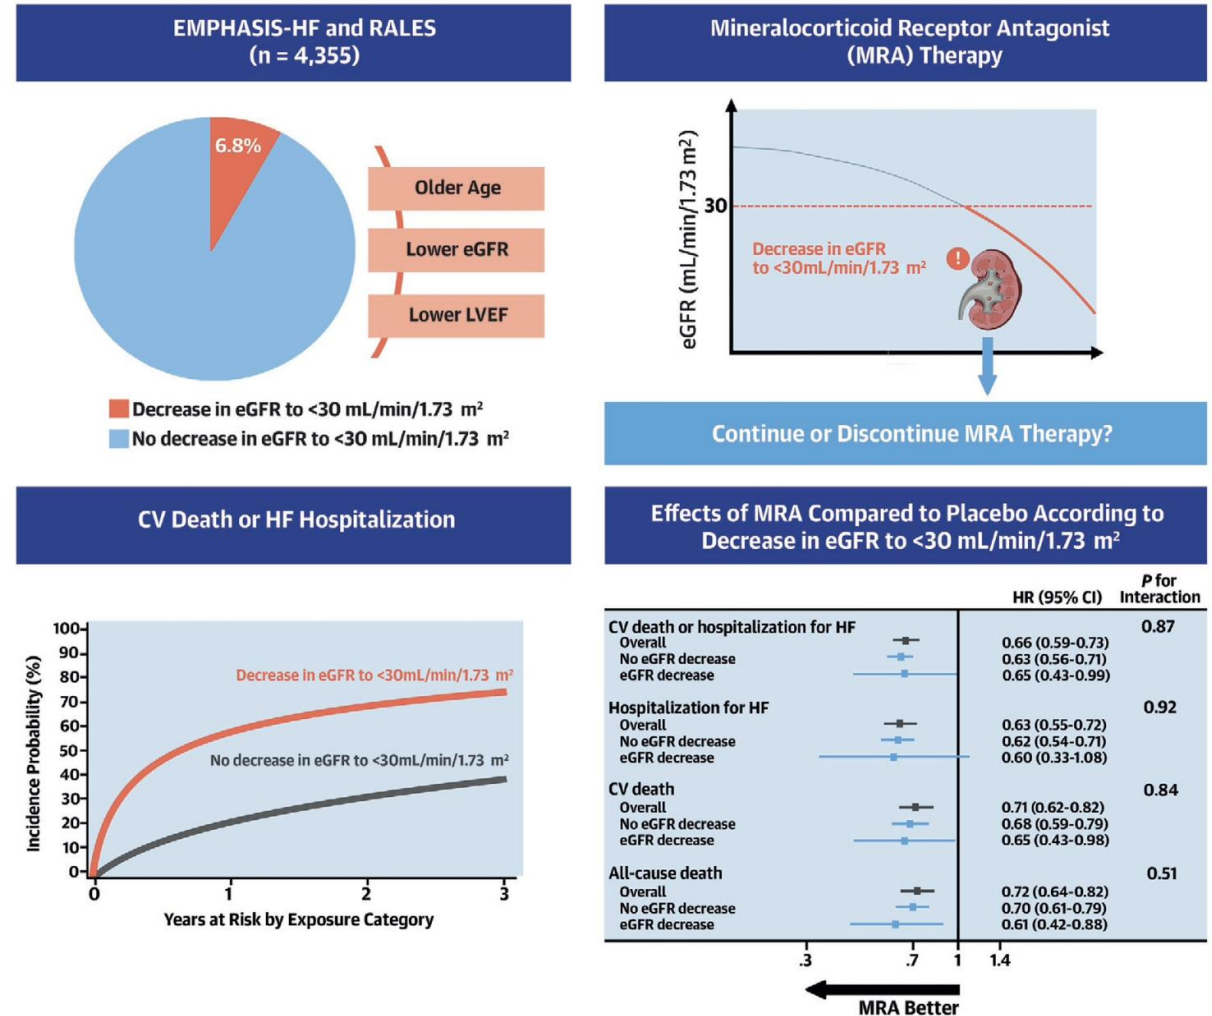 EMPHASIS-HF and RALES
(n = 4,355)
6.8%
Older Age
Lower eGFR
Lower LVEF
Decrease in eGFR to <30 mL/min/1.73 m²
No decrease in eGFR to <30 mL/min/1.73 m²
Mineralocorticoid Receptor Antagonist
(MRA) Therapy
eGFR (mL/min/1.73 m²)
30
Decrease in eGFR
to <30mL/min/1.73 m²
!
Continue or Discontinue MRA Therapy?
CV Death or HF Hospitalization
Incidence Probability (%)
100
90
80
70
60
50
40
30
20
10
0
Decrease in eGFR to <30mL/min/1.73 m²
No decrease in eGFR to <30mL/min/1.73 m²
0 1 2 3
Years at Risk by Exposure Category
Effects of MRA Compared to Placebo According to
Decrease in eGFR to <30 mL/min/1.73 m²
HR (95% CI) P for Interaction
CV death or hospitalization for HF 0.87
Overall 0.66 (0.59-0.73)
No eGFR decrease 0.63 (0.56-0.71)
eGFR decrease 0.65 (0.43-0.99)
Hospitalization for HF 0.92
Overall 0.63 (0.55-0.72)
No eGFR decrease 0.62 (0.54-0.71)
eGFR decrease 0.60 (0.33-1.08)
CV death 0.84
Overall 0.71 (0.62-0.82)
No eGFR decrease 0.68 (0.59-0.79)
eGFR decrease 0.65 (0.43-0.98)
All-cause death 0.51
Overall 0.72 (0.64-0.82)
No eGFR decrease 0.70 (0.61-0.79)
eGFR decrease 0.61 (0.42-0.88)
.3 .7 1 1.4
MRA Better